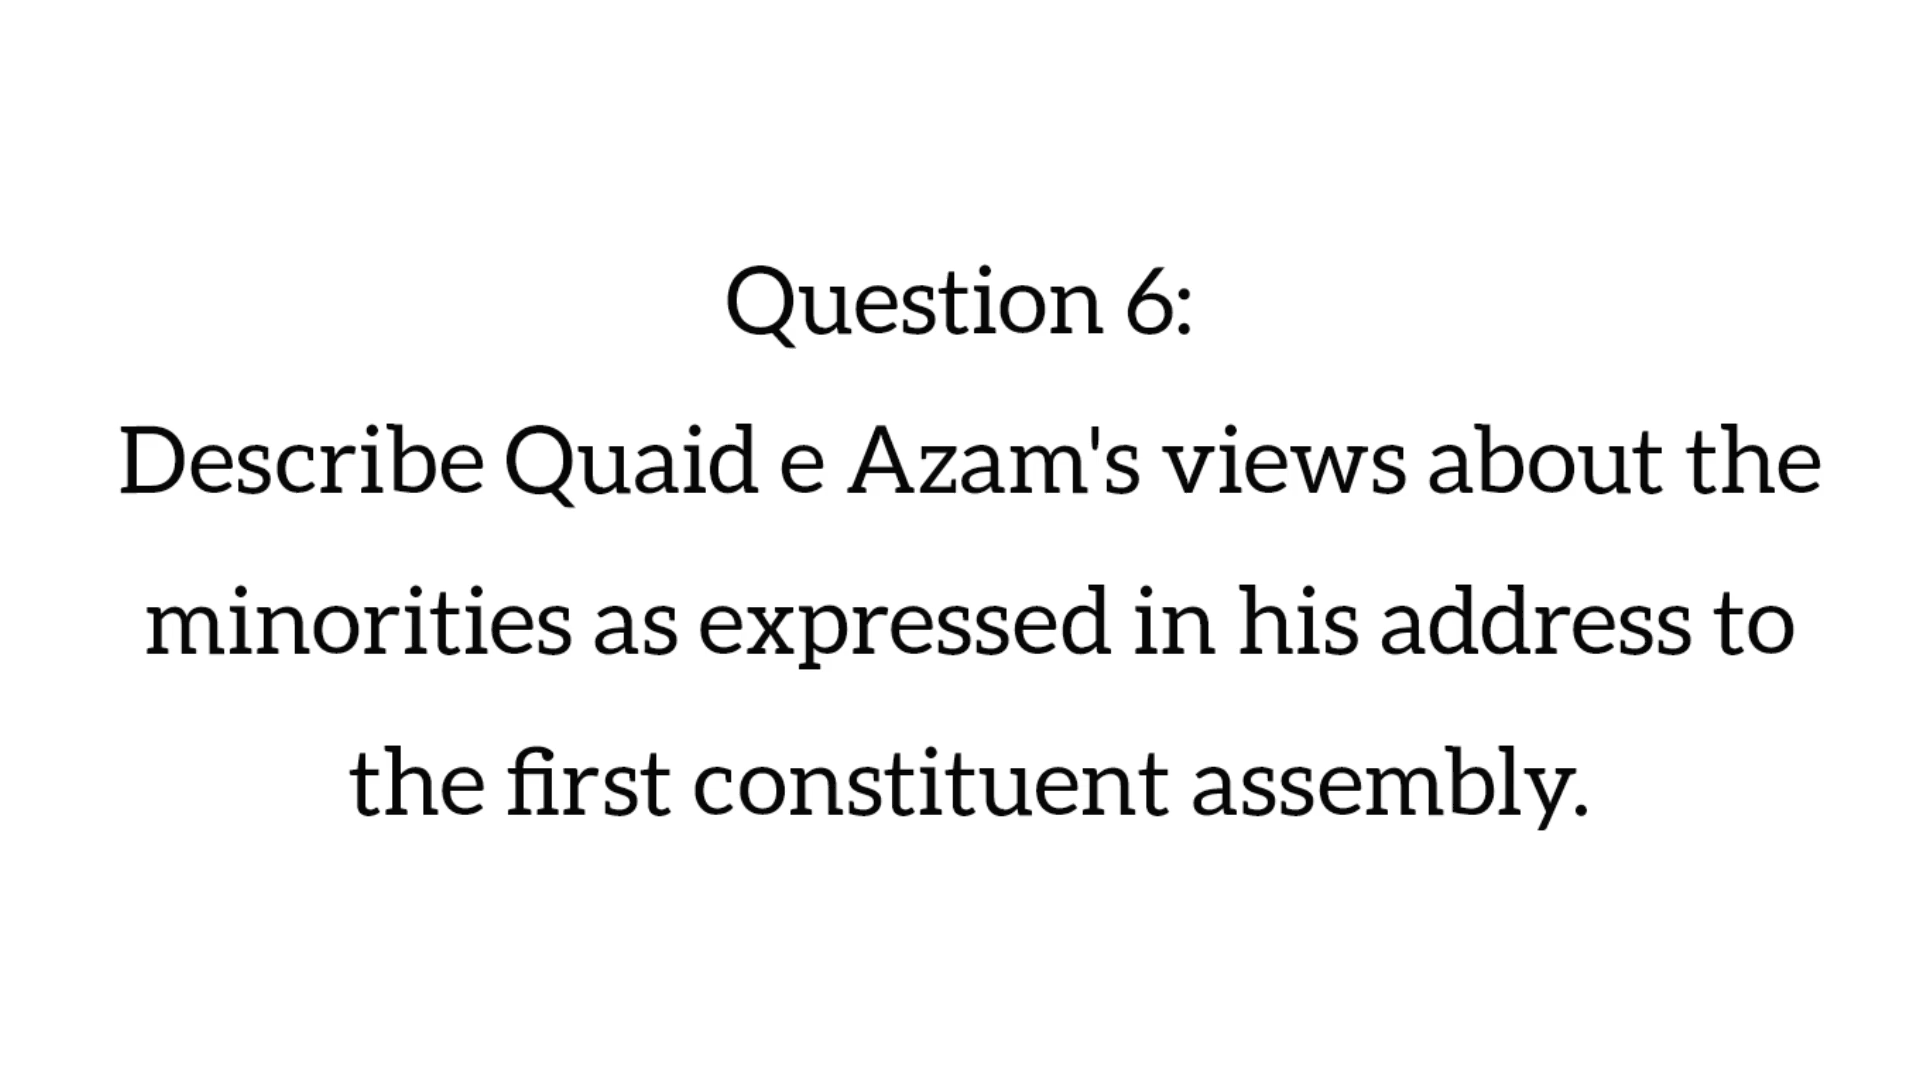 Question 6:
Describe Quaid e Azam's views about the
minorities as expressed in his address to
the first constituent assembly.